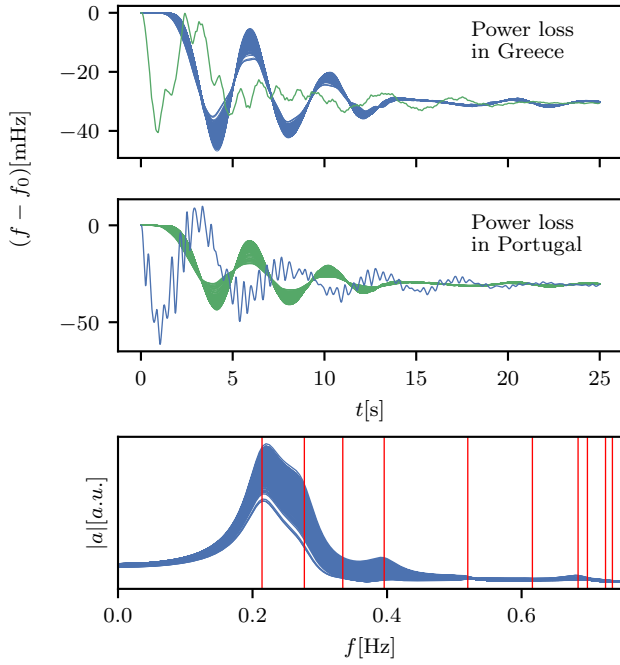 0
−20
−40
(f − f₀)[mHz]
Power loss
in Greece
0
−50
Power loss
in Portugal
0 5 10 15 20 25
t[s]
|a|[a.u.]
0.0 0.2 0.4 0.6
f[Hz]